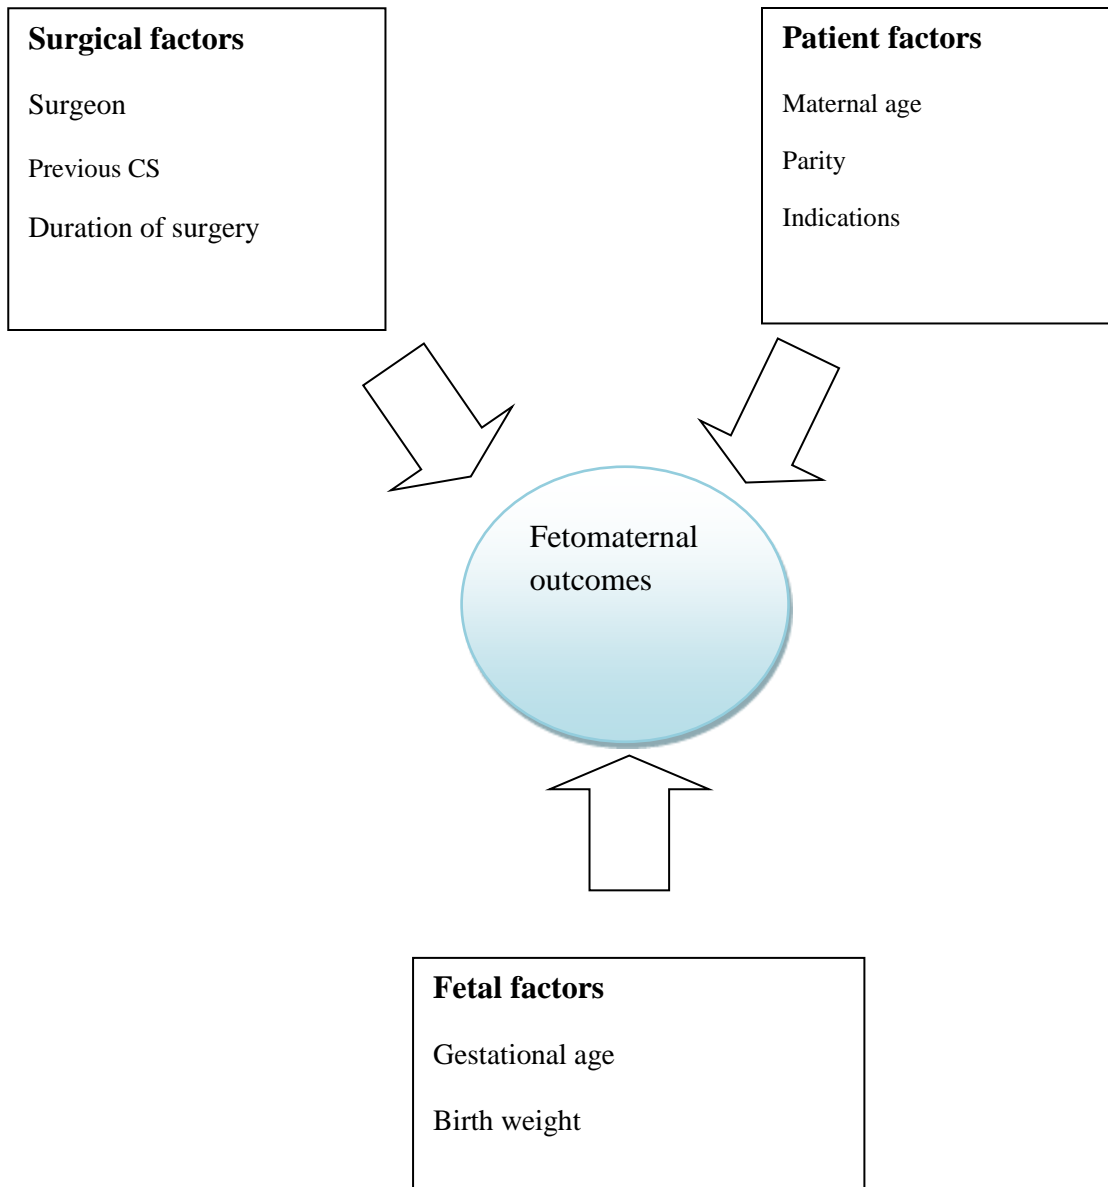 Surgical factors
Surgeon
Previous CS
Duration of surgery
Patient factors
Maternal age
Parity
Indications
Fetomaternal
outcomes
Fetal factors
Gestational age
Birth weight